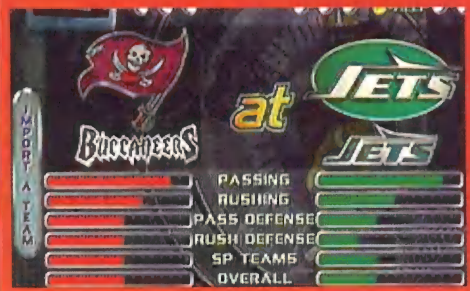 IMPORT A TEAM
BUCCANEERS
at
JETS
JETS
PASSING
RUSHING
PASS DEFENSE
RUSH DEFENSE
SP TEAMS
OVERALL